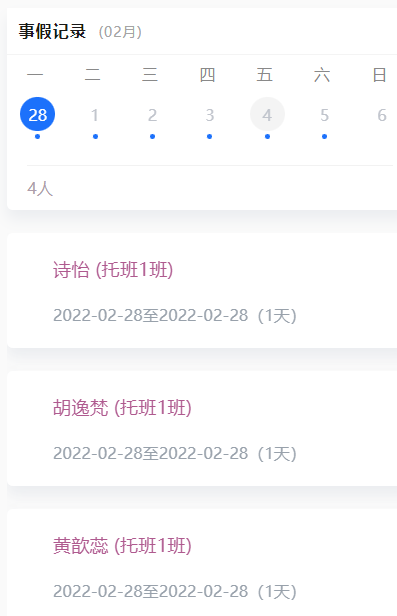 事假记录 (02月)
一 二 三 四 五 六 日
28 1 2 3 4 5 6
4人
诗怡 (托班1班)
2022-02-28至2022-02-28（1天）
胡逸梵 (托班1班)
2022-02-28至2022-02-28（1天）
黄歆蕊 (托班1班)
2022-02-28至2022-02-28（1天）